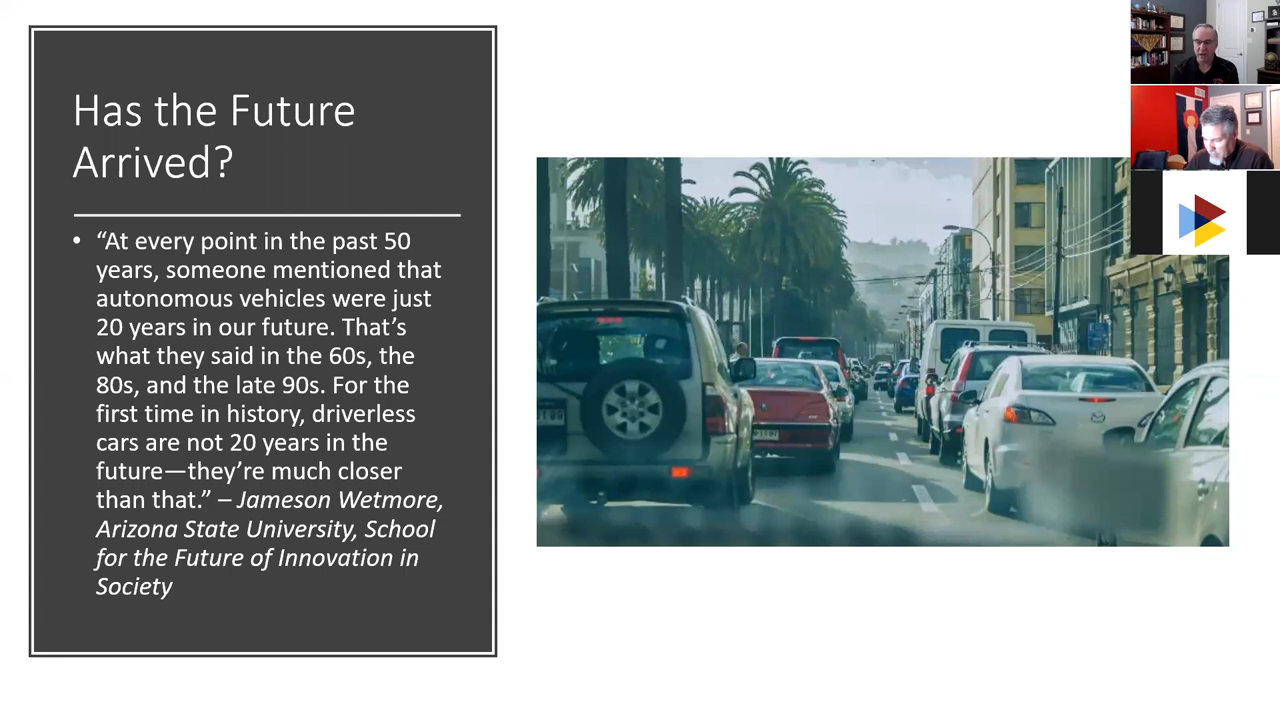 Has the Future
Arrived?
• “At every point in the past 50
years, someone mentioned that
autonomous vehicles were just
20 years in our future. That’s
what they said in the 60s, the
80s, and the late 90s. For the
first time in history, driverless
cars are not 20 years in the
future—they’re much closer
than that.” – Jameson Wetmore,
Arizona State University, School
for the Future of Innovation in
Society